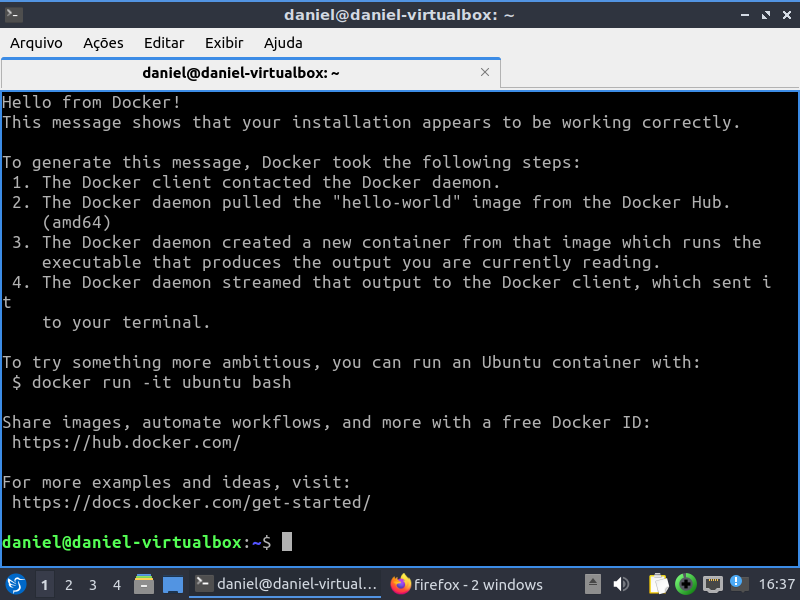 daniel@daniel-virtualbox: ~
Arquivo Ações Editar Exibir Ajuda
daniel@daniel-virtualbox: ~
Hello from Docker!
This message shows that your installation appears to be working correctly.
To generate this message, Docker took the following steps:
1. The Docker client contacted the Docker daemon.
2. The Docker daemon pulled the "hello-world" image from the Docker Hub.
(amd64)
3. The Docker daemon created a new container from that image which runs the
executable that produces the output you are currently reading.
4. The Docker daemon streamed that output to the Docker client, which sent i
t
to your terminal.
To try something more ambitious, you can run an Ubuntu container with:
$ docker run -it ubuntu bash
Share images, automate workflows, and more with a free Docker ID:
https://hub.docker.com/
For more examples and ideas, visit:
https://docs.docker.com/get-started/
daniel@daniel-virtualbox:~$
1 2 3 4 daniel@daniel-virtual... firefox - 2 windows 16:37